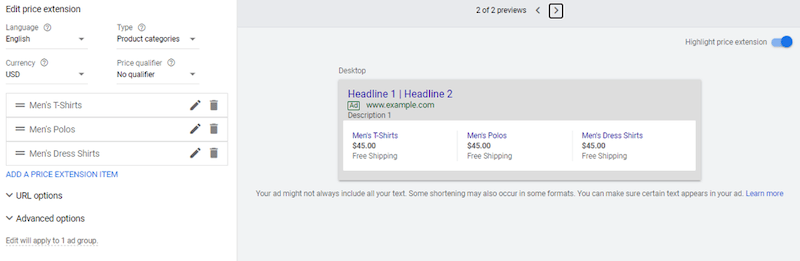 Edit price extension
Language
English
Type
Product categories
Currency
USD
Price qualifier
No qualifier
Men's T-Shirts
Men's Polos
Men's Dress Shirts
ADD A PRICE EXTENSION ITEM
URL options
Advanced options
Edit will apply to 1 ad group.
2 of 2 previews
Highlight price extension
Desktop
Headline 1 | Headline 2
Ad www.example.com
Description 1
Men's T-Shirts Men's Polos Men's Dress Shirts
$45.00 $45.00 $45.00
Free Shipping Free Shipping Free Shipping
Your ad might not always include all your text. Some shortening may also occur in some formats. You can make sure certain text appears in your ad. Learn more